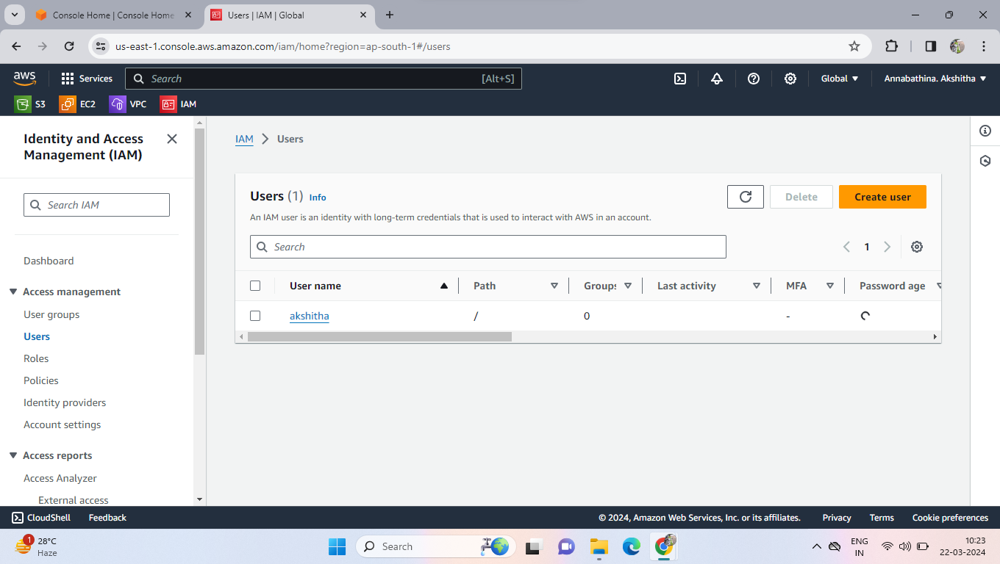 Console Home | Console Home
Users | IAM | Global
us-east-1.console.aws.amazon.com/iam/home?region=ap-south-1#/users
aws
Services
Search
[Alt+S]
Global
Annabathina. Akshitha
S3
EC2
VPC
IAM
Identity and Access
Management (IAM)
Search IAM
Dashboard
Access management
User groups
Users
Roles
Policies
Identity providers
Account settings
Access reports
Access Analyzer
External access
IAM > Users
Users (1) Info
Delete
Create user
An IAM user is an identity with long-term credentials that is used to interact with AWS in an account.
Search
1
User name
Path
Groups
Last activity
MFA
Password age
akshitha
/
0
-
CloudShell
Feedback
© 2024, Amazon Web Services, Inc. or its affiliates.
Privacy
Terms
Cookie preferences
1
28°C
Haze
Search
ENG
IN
10:23
22-03-2024